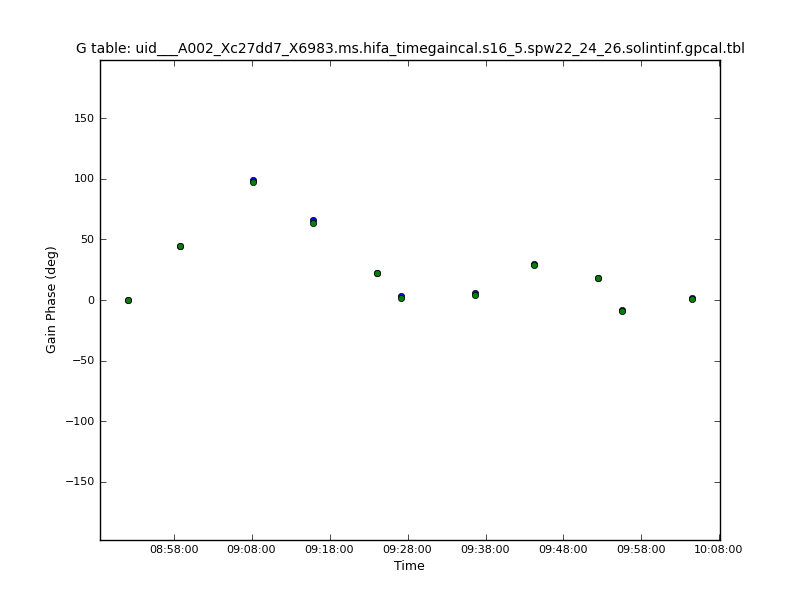 G table: uid___A002_Xc27dd7_X6983.ms.hifa_timegaincal.s16_5.spw22_24_26.solintinf.gpcal.tbl
150
100
50
0
−50
−100
−150
Gain Phase (deg)
08:58:00 09:08:00 09:18:00 09:28:00 09:38:00 09:48:00 09:58:00 10:08:00
Time